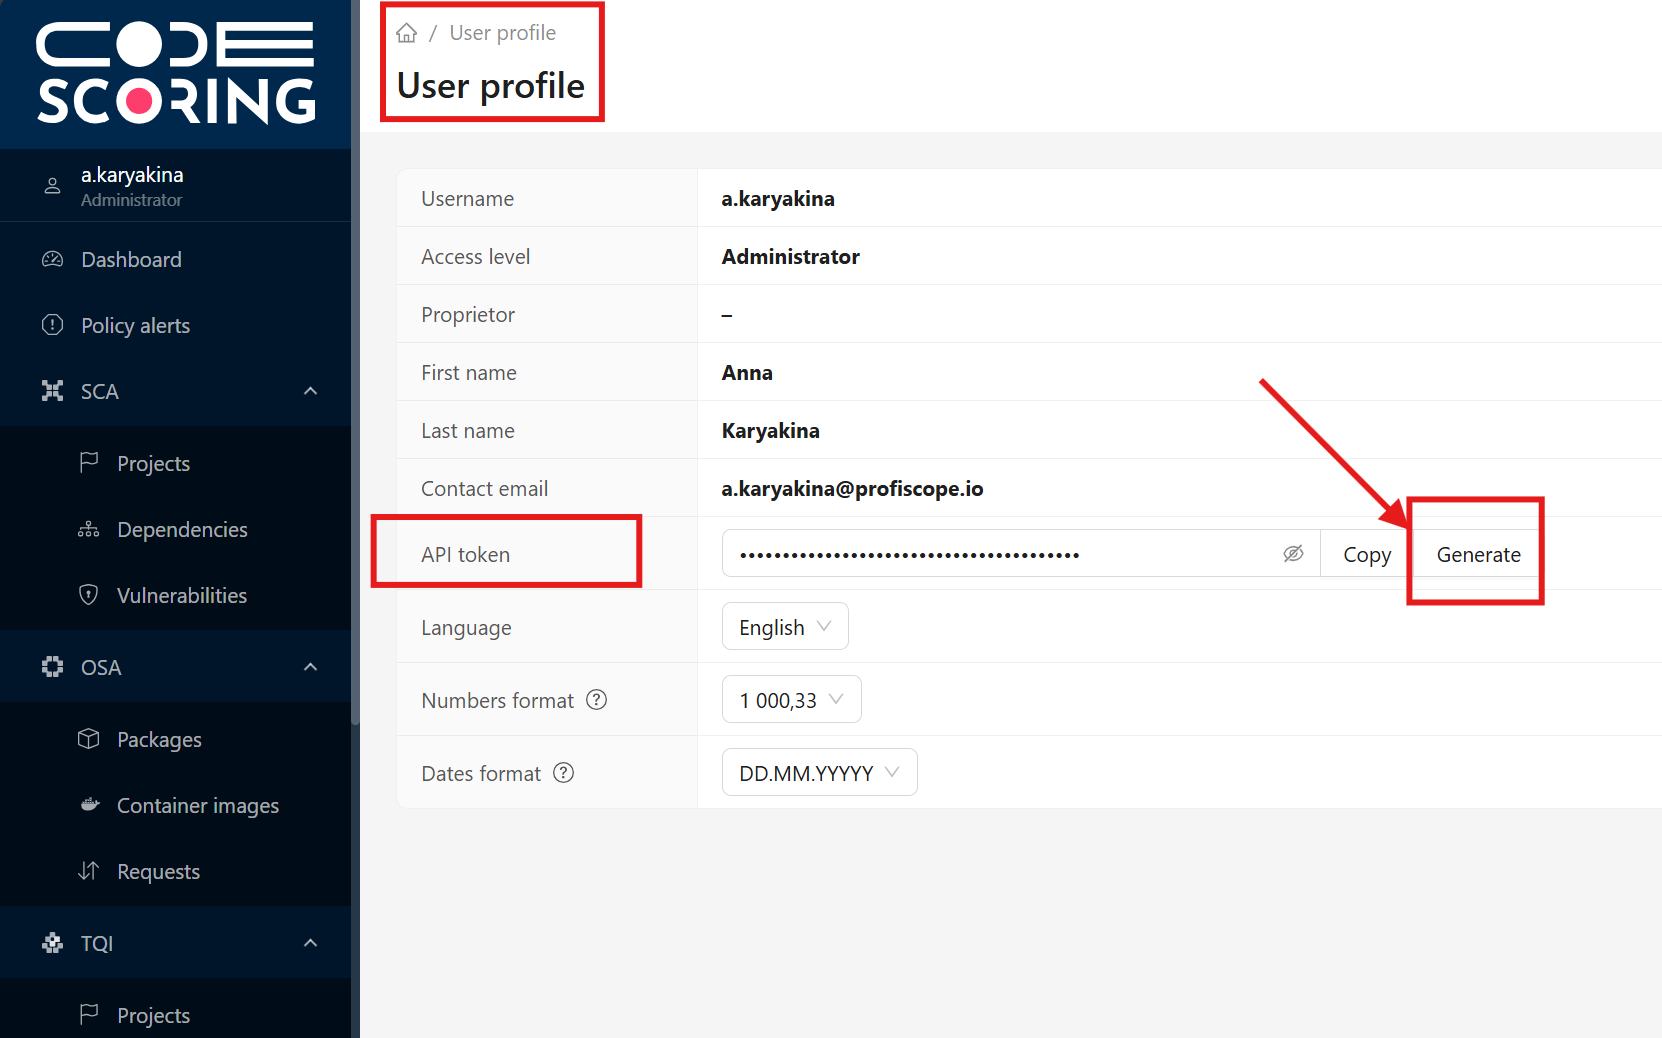 CODE
SCORING
a.karyakina
Administrator
Dashboard
Policy alerts
SCA
Projects
Dependencies
Vulnerabilities
OSA
Packages
Container images
Requests
TQI
Projects
/ User profile
User profile
Username a.karyakina
Access level Administrator
Proprietor –
First name Anna
Last name Karyakina
Contact email a.karyakina@profiscope.io
API token •••••••••••••••••••••••••••••••••••••••• Copy Generate
Language English
Numbers format ? 1 000,33
Dates format ? DD.MM.YYYYY